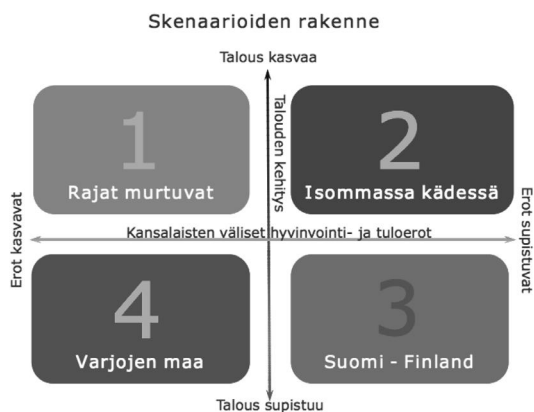 Skenaarioiden rakenne
Talous kasvaa
1
Rajat murtuvat
Talouden kehitys
2
Isommassa kädessä
Erot kasvavat
Kansalaisten väliset hyvinvointi- ja tuloerot
Erot supistuvat
4
Varjojen maa
3
Suomi - Finland
Talous supistuu